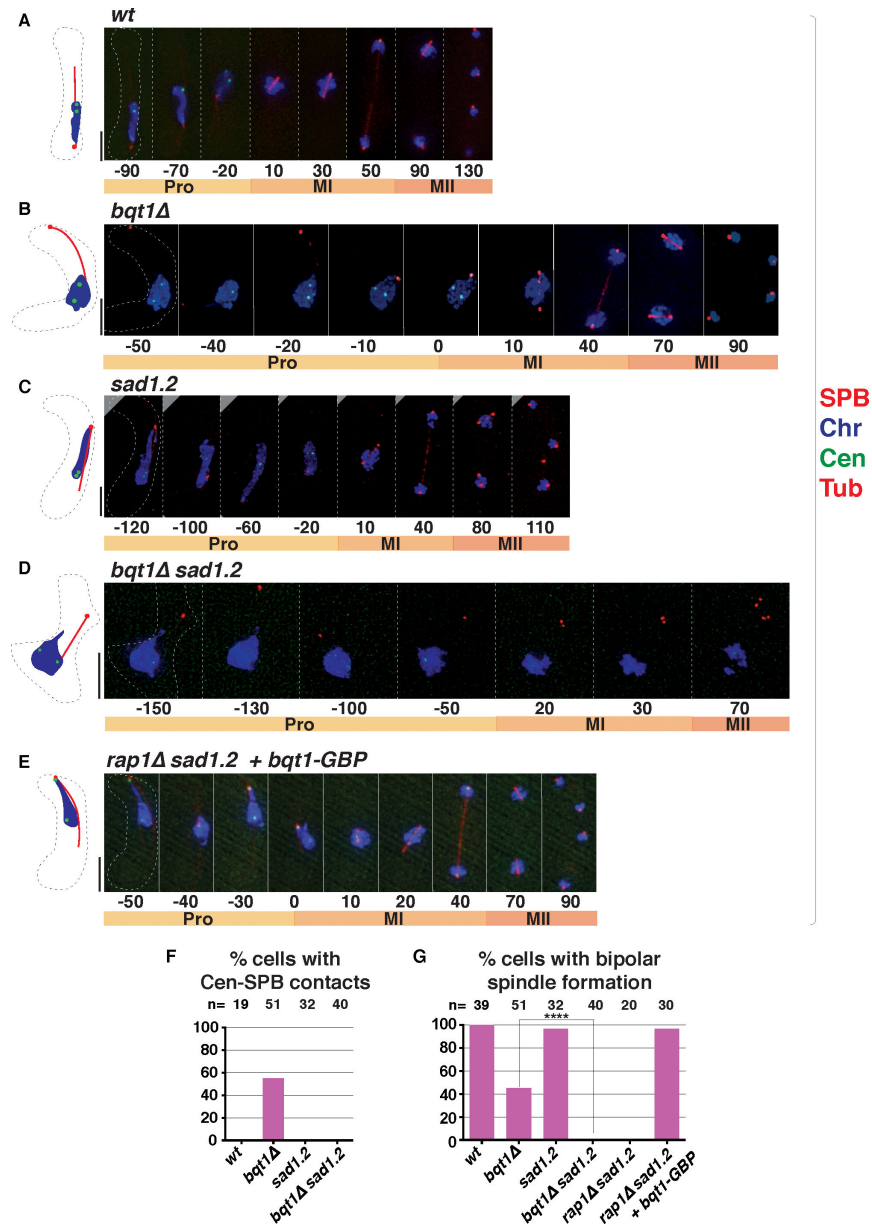 A wt
-90 -70 -20 10 30 50 90 130
Pro MI MII
B bqt1Δ
-50 -40 -20 -10 0 10 40 70 90
Pro MI MII
C sad1.2
-120 -100 -60 -20 10 40 80 110
Pro MI MII
SPB
Chr
Cen
Tub
D bqt1Δ sad1.2
-150 -130 -100 -50 20 30 70
Pro MI MII
E rap1Δ sad1.2 + bqt1-GBP
-50 -40 -30 0 10 20 40 70 90
Pro MI MII
F % cells with
Cen-SPB contacts
n= 19 51 32 40
100
80
60
40
20
0
wt
bqt1Δ
sad1.2
bqt1Δ sad1.2
G % cells with bipolar
spindle formation
n= 39 51 32 40 20 30
****
100
80
60
40
20
0
wt
bqt1Δ
sad1.2
bqt1Δ sad1.2
rap1Δ sad1.2
rap1Δ sad1.2
+ bqt1-GBP